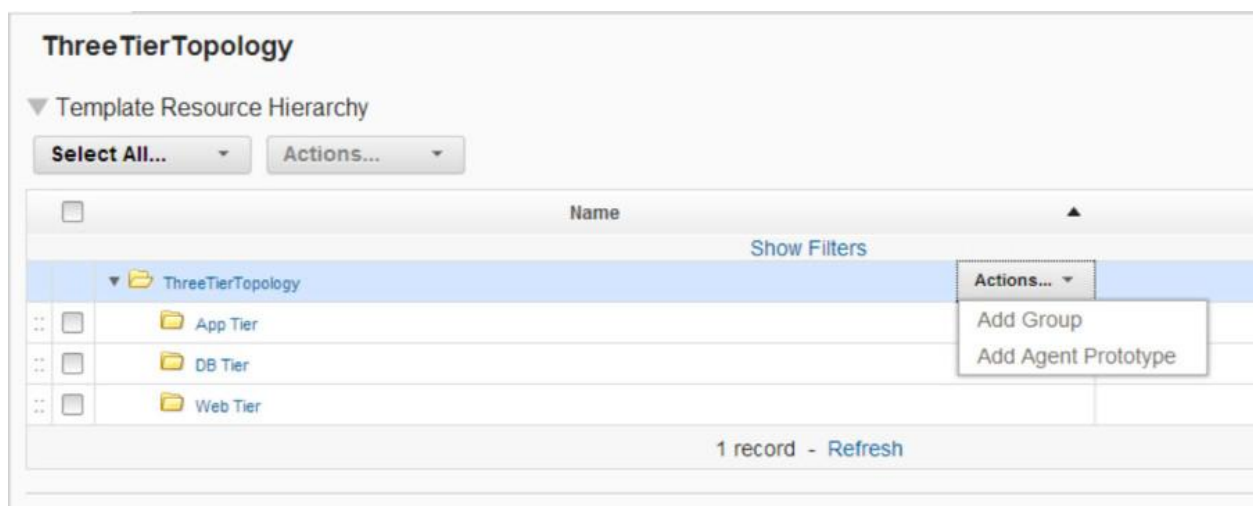 ThreeTierTopology
Template Resource Hierarchy
Select All... Actions...
Name
Show Filters
ThreeTierTopology Actions...
Add Group
App Tier
Add Agent Prototype
DB Tier
Web Tier
1 record - Refresh